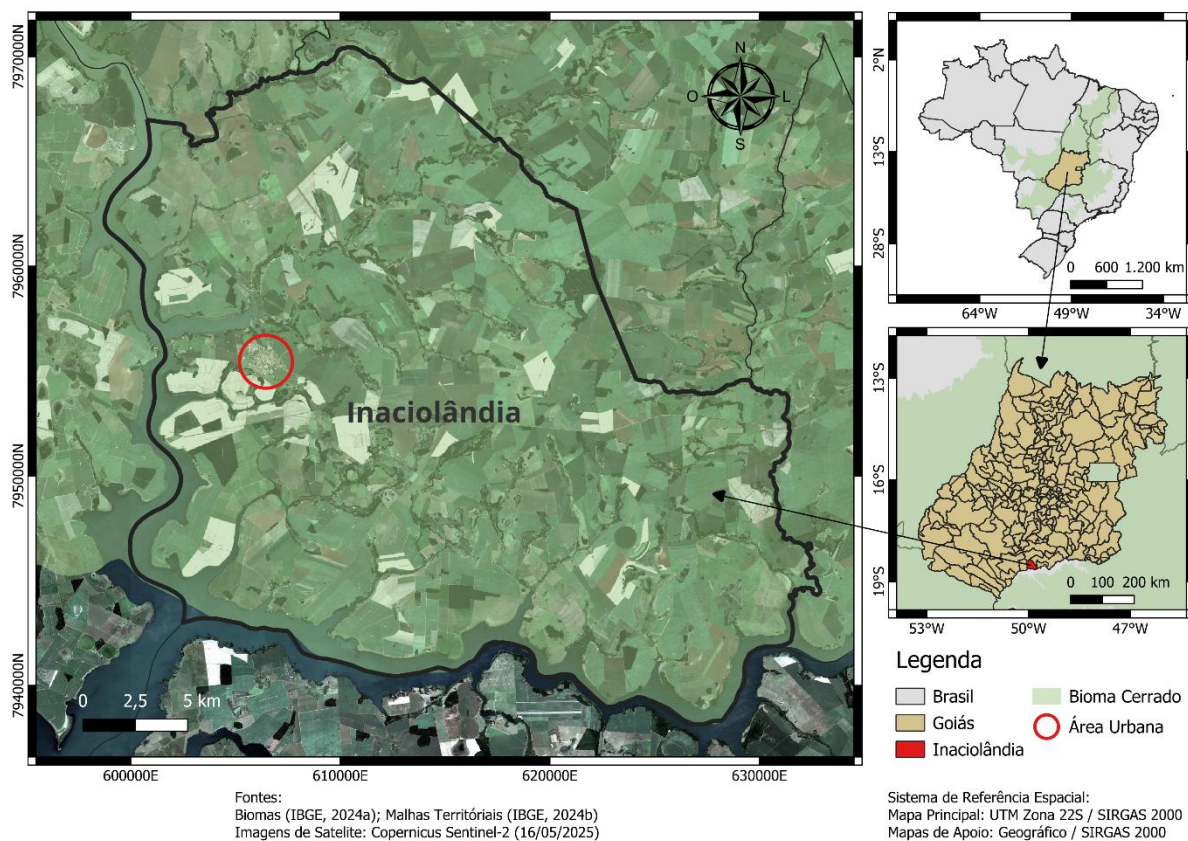 7970000N
7960000N
7950000N
7940000N
N
O
L
S
Inaciolândia
0 2,5 5 km
600000E 610000E 620000E 630000E
2°N
13°S
28°S
0 600 1.200 km
64°W 49°W 34°W
13°S
16°S
19°S
0 100 200 km
53°W 50°W 47°W
Legenda
Brasil
Goiás
Inaciolândia
Bioma Cerrado
Área Urbana
Fontes:
Biomas (IBGE, 2024a); Malhas Territóriais (IBGE, 2024b)
Imagens de Satelite: Copernicus Sentinel-2 (16/05/2025)
Sistema de Referência Espacial:
Mapa Principal: UTM Zona 22S / SIRGAS 2000
Mapas de Apoio: Geográfico / SIRGAS 2000